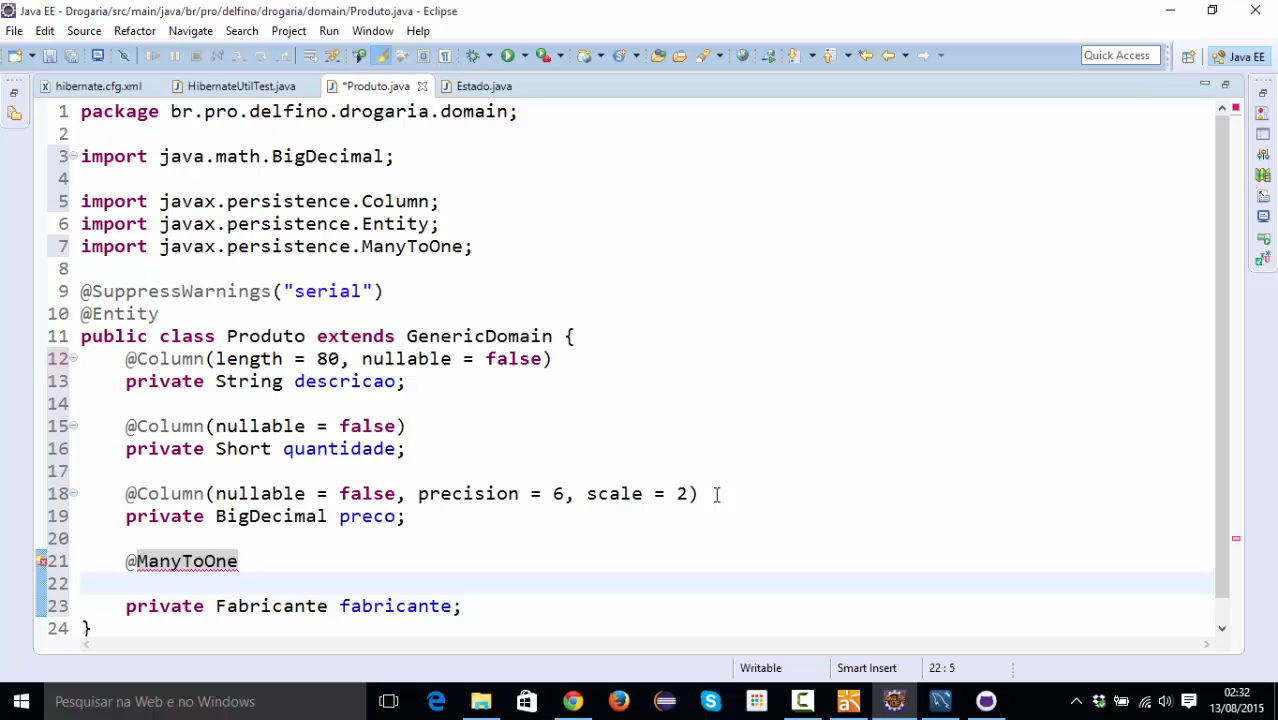 Java EE - Drogaria/src/main/java/br/pro/delfino/drogaria/domain/Produto.java - Eclipse
File Edit Source Refactor Navigate Search Project Run Window Help
Quick Access
Java EE
hibernate.cfg.xml HibernateUtilTest.java *Produto.java Estado.java
1 package br.pro.delfino.drogaria.domain;
2
3 import java.math.BigDecimal;
4
5 import javax.persistence.Column;
6 import javax.persistence.Entity;
7 import javax.persistence.ManyToOne;
8
9 @SuppressWarnings("serial")
10 @Entity
11 public class Produto extends GenericDomain {
12 @Column(length = 80, nullable = false)
13 private String descricao;
14
15 @Column(nullable = false)
16 private Short quantidade;
17
18 @Column(nullable = false, precision = 6, scale = 2)
19 private BigDecimal preco;
20
21 @ManyToOne
22
23 private Fabricante fabricante;
24 }
Writable Smart Insert 22 : 5
Pesquisar na Web e no Windows
02:32
13/08/2015